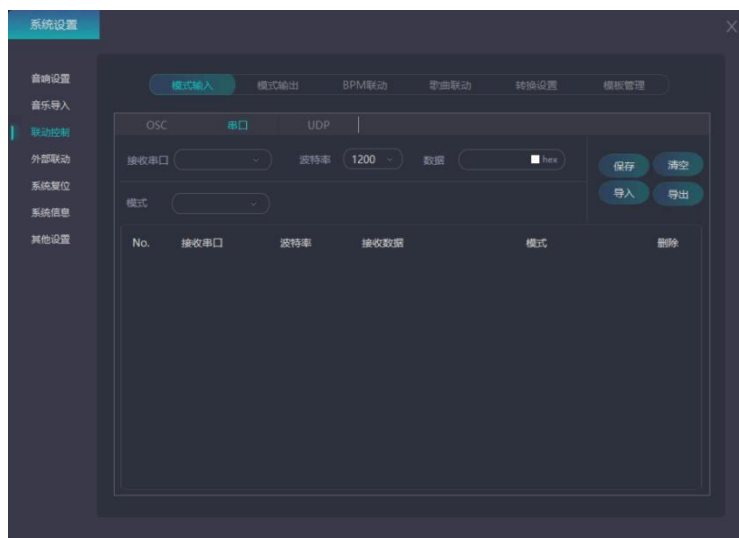 系统设置
音响设置
音乐导入
联动控制
外部联动
系统复位
系统信息
其他设置
模式输入 模式输出 BPM联动 歌曲联动 转换设置 模板管理
OSC 串口 UDP
接收串口 波特率 1200 数据 hex
保存 清空
模式
导入 导出
No. 接收串口 波特率 接收数据 模式 删除